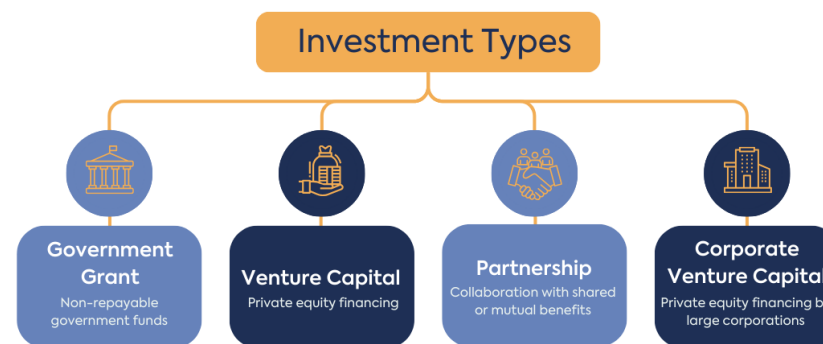 Investment Types
Government
Grant
Non-repayable
government funds
Venture Capital
Private equity financing
Partnership
Collaboration with shared
or mutual benefits
Corporate
Venture Capital
Private equity financing b
large corporations